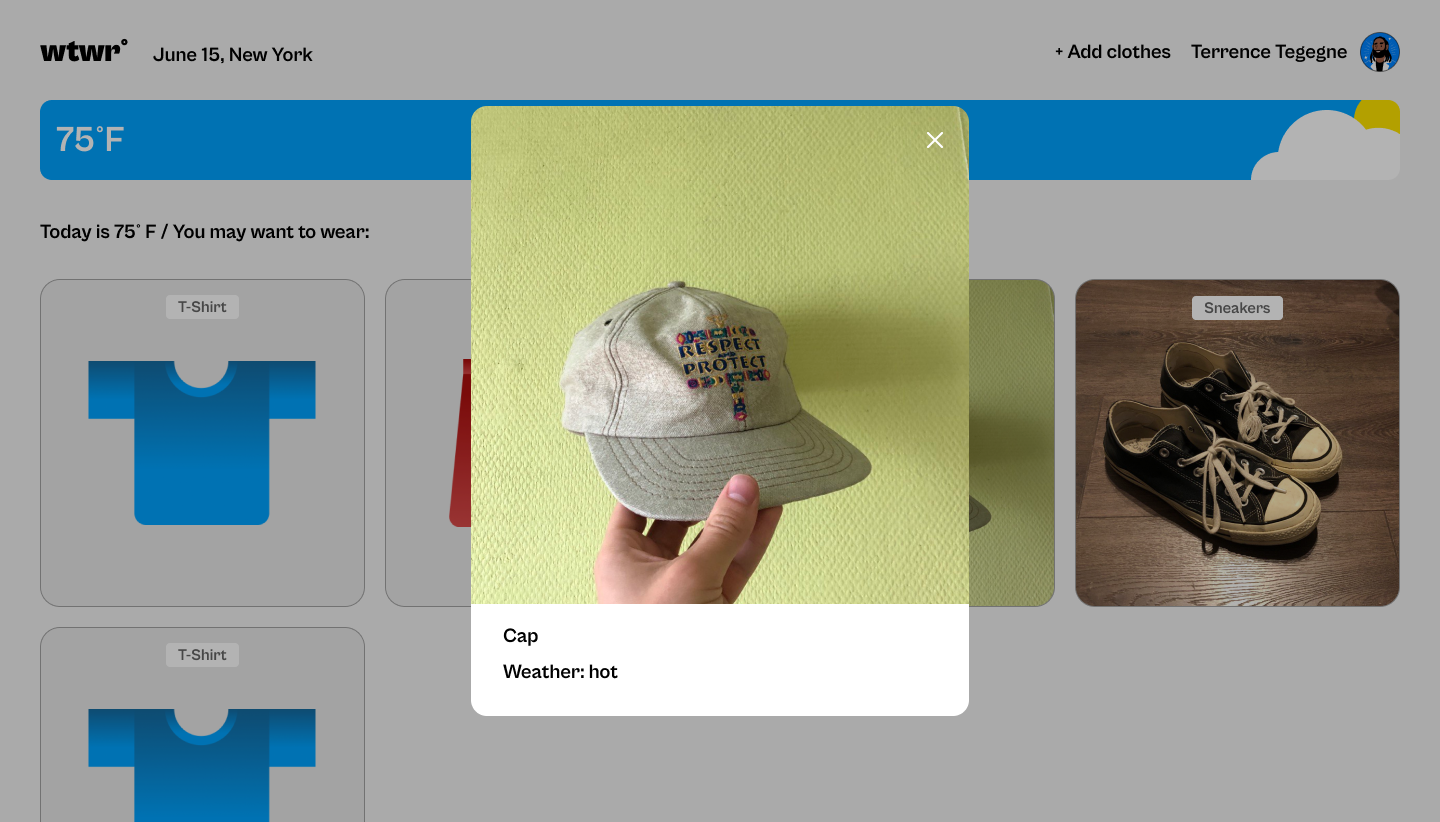 wtwr°
June 15, New York
+ Add clothes
Terrence Tegegne
75°F
Today is 75° F / You may want to wear:
T-Shirt
Sneakers
RESPECT
AND
PROTECT
Cap
Weather: hot
T-Shirt